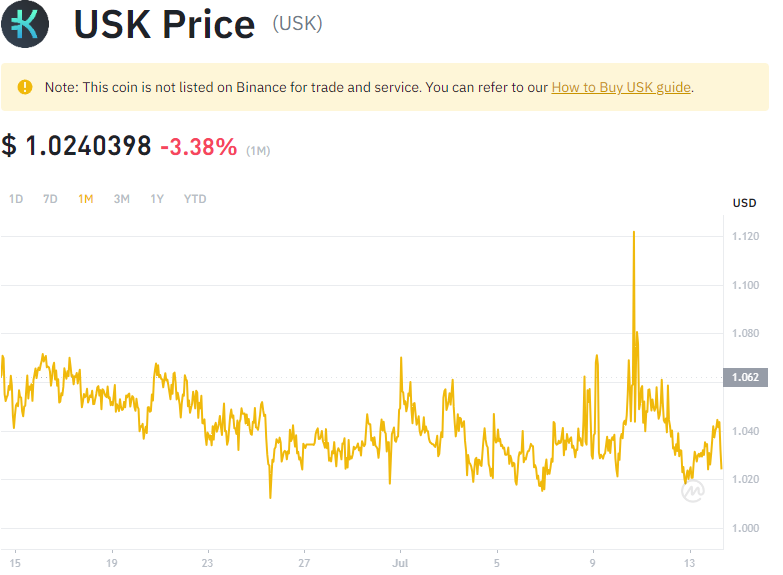 USK Price (USK)
Note: This coin is not listed on Binance for trade and service. You can refer to our How to Buy USK guide.
$ 1.0240398 -3.38% (1M)
1D 7D 1M 3M 1Y YTD
USD
1.120
1.100
1.080
1.062
1.040
1.020
1.000
15 19 23 27 Jul 5 9 13